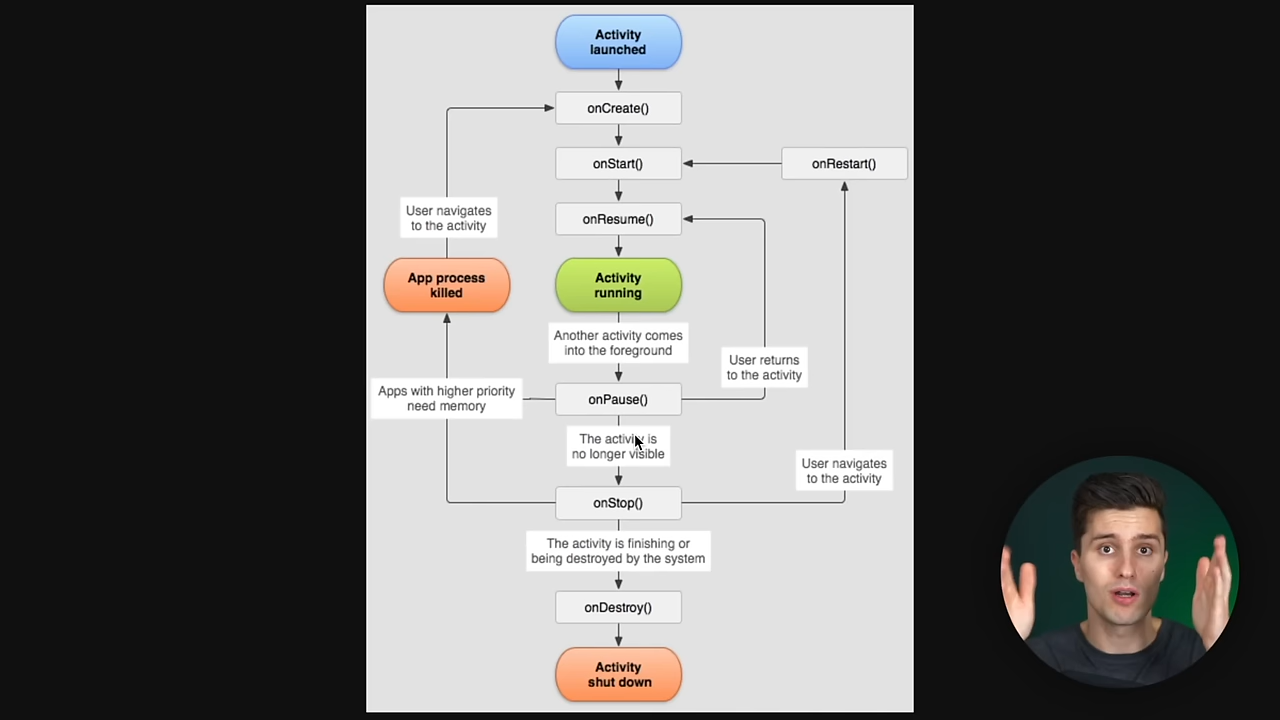 Activity
launched
onCreate()
onStart()
onRestart()
User navigates
to the activity
onResume()
App process
killed
Activity
running
Another activity comes
into the foreground
User returns
to the activity
Apps with higher priority
need memory
onPause()
The activity is
no longer visible
User navigates
to the activity
onStop()
The activity is finishing or
being destroyed by the system
onDestroy()
Activity
shut down